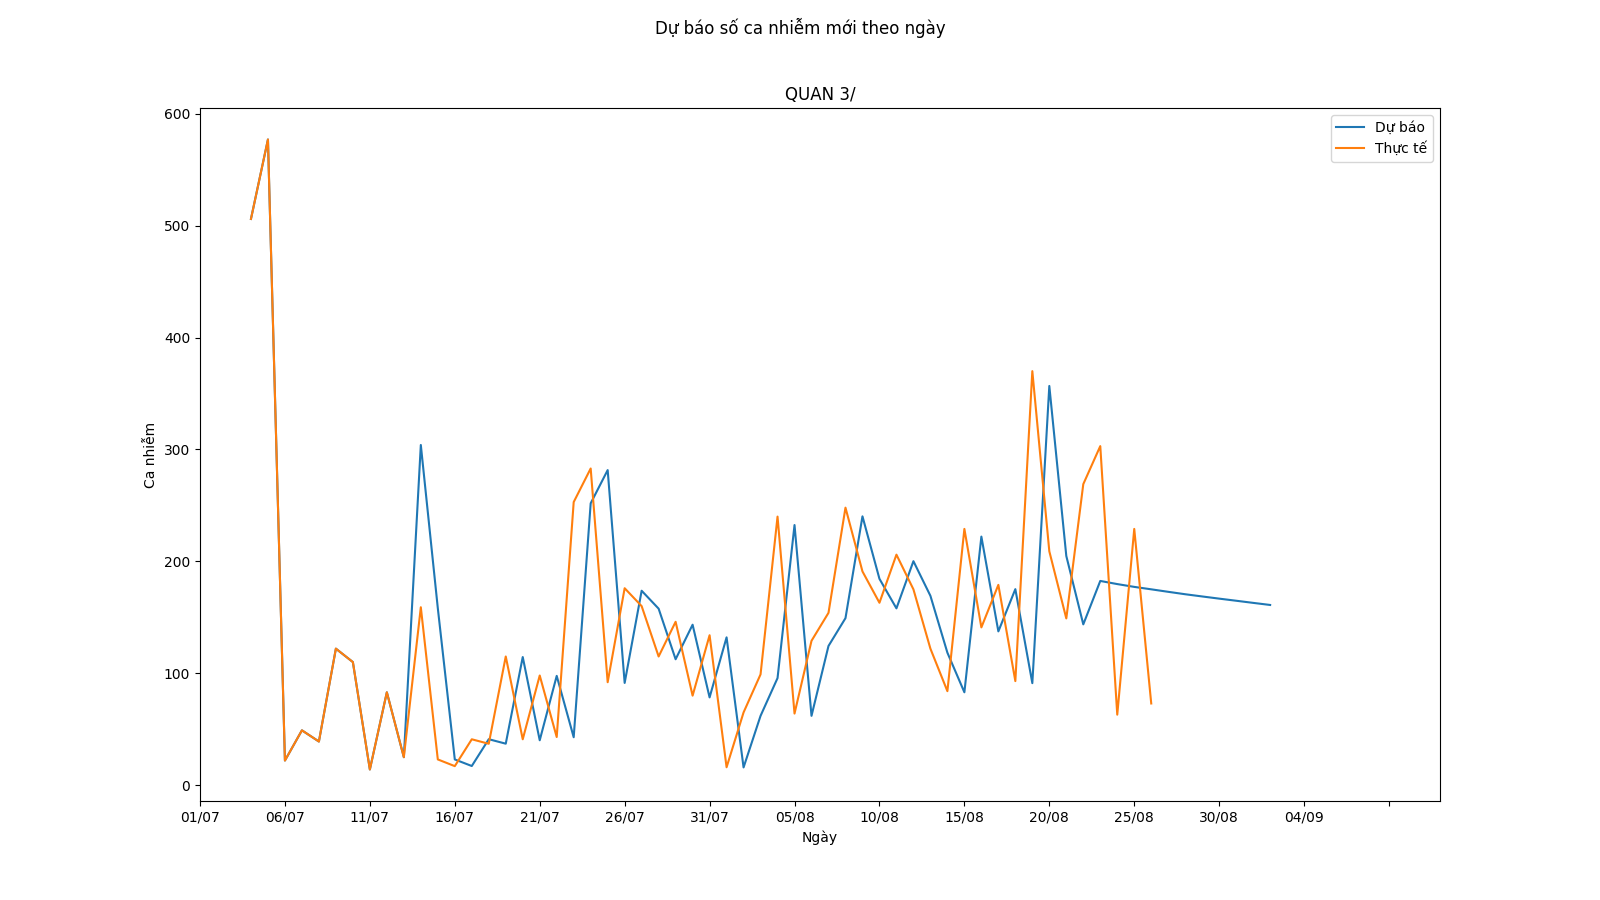 Dự báo số ca nhiễm mới theo ngày
QUAN 3/
Dự báo
Thực tế
600
500
400
300
200
100
0
Ca nhiễm
01/07 06/07 11/07 16/07 21/07 26/07 31/07 05/08 10/08 15/08 20/08 25/08 30/08 04/09
Ngày